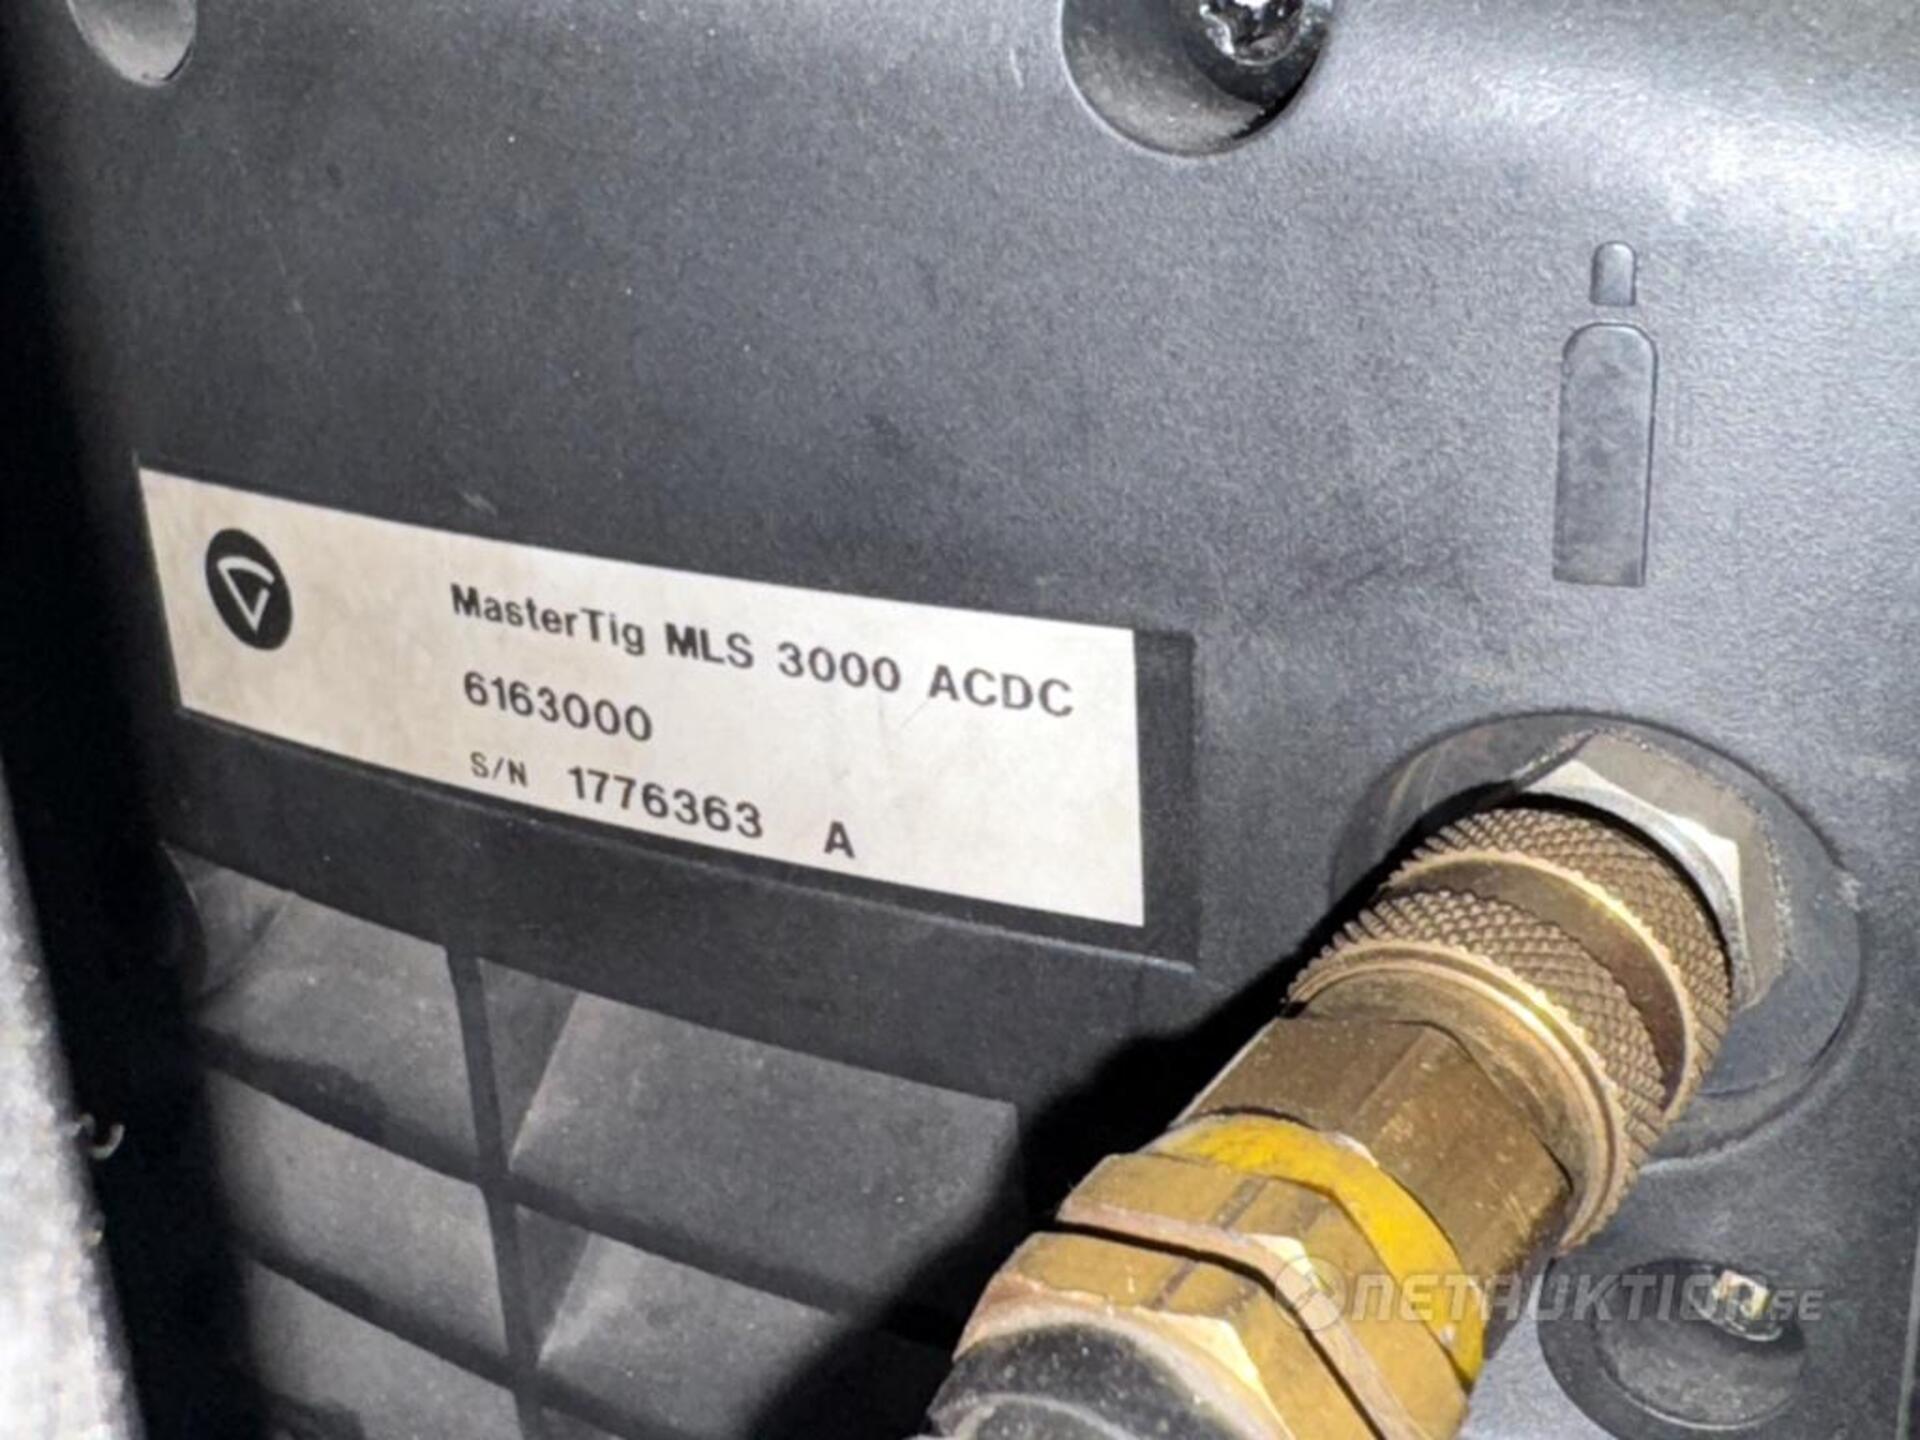 MasterTig MLS 3000 ACDC
6163000
S/N 1776363 A
NETAUKTION.SE